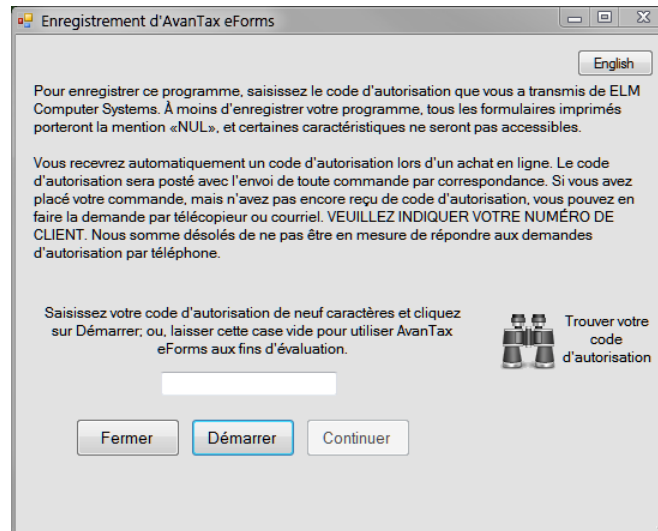 Enregistrement d'AvanTax eForms
English
Pour enregistrer ce programme, saisissez le code d'autorisation que vous a transmis de ELM
Computer Systems. À moins d'enregistrer votre programme, tous les formulaires imprimés
porteront la mention «NUL», et certaines caractéristiques ne seront pas accessibles.
Vous recevrez automatiquement un code d'autorisation lors d'un achat en ligne. Le code
d'autorisation sera posté avec l'envoi de toute commande par correspondance. Si vous avez
placé votre commande, mais n'avez pas encore reçu de code d'autorisation, vous pouvez en
faire la demande par télécopieur ou courriel. VEUILLEZ INDIQUER VOTRE NUMÉRO DE
CLIENT. Nous somme désolés de ne pas être en mesure de répondre aux demandes
d'autorisation par téléphone.
Saisissez votre code d'autorisation de neuf caractères et cliquez
sur Démarrer; ou, laisser cette case vide pour utiliser AvanTax
eForms aux fins d'évaluation.
Trouver votre
code
d'autorisation
Fermer
Démarrer
Continuer